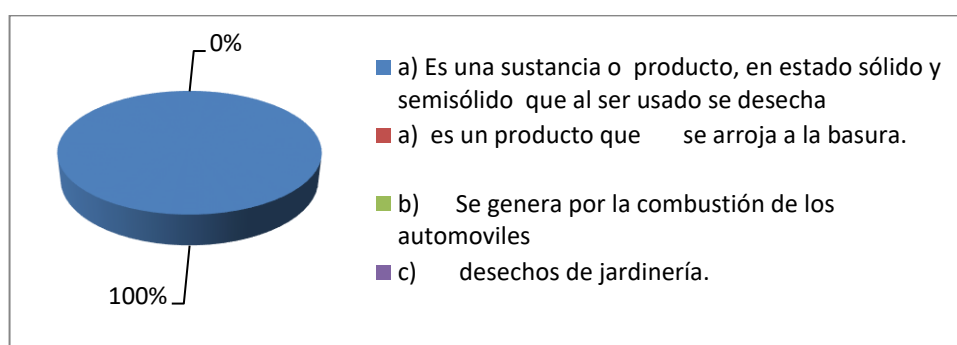 0%
100%
a) Es una sustancia o producto, en estado sólido y
semisólido que al ser usado se desecha
a) es un producto que se arroja a la basura.
b) Se genera por la combustión de los
automoviles
c) desechos de jardinería.